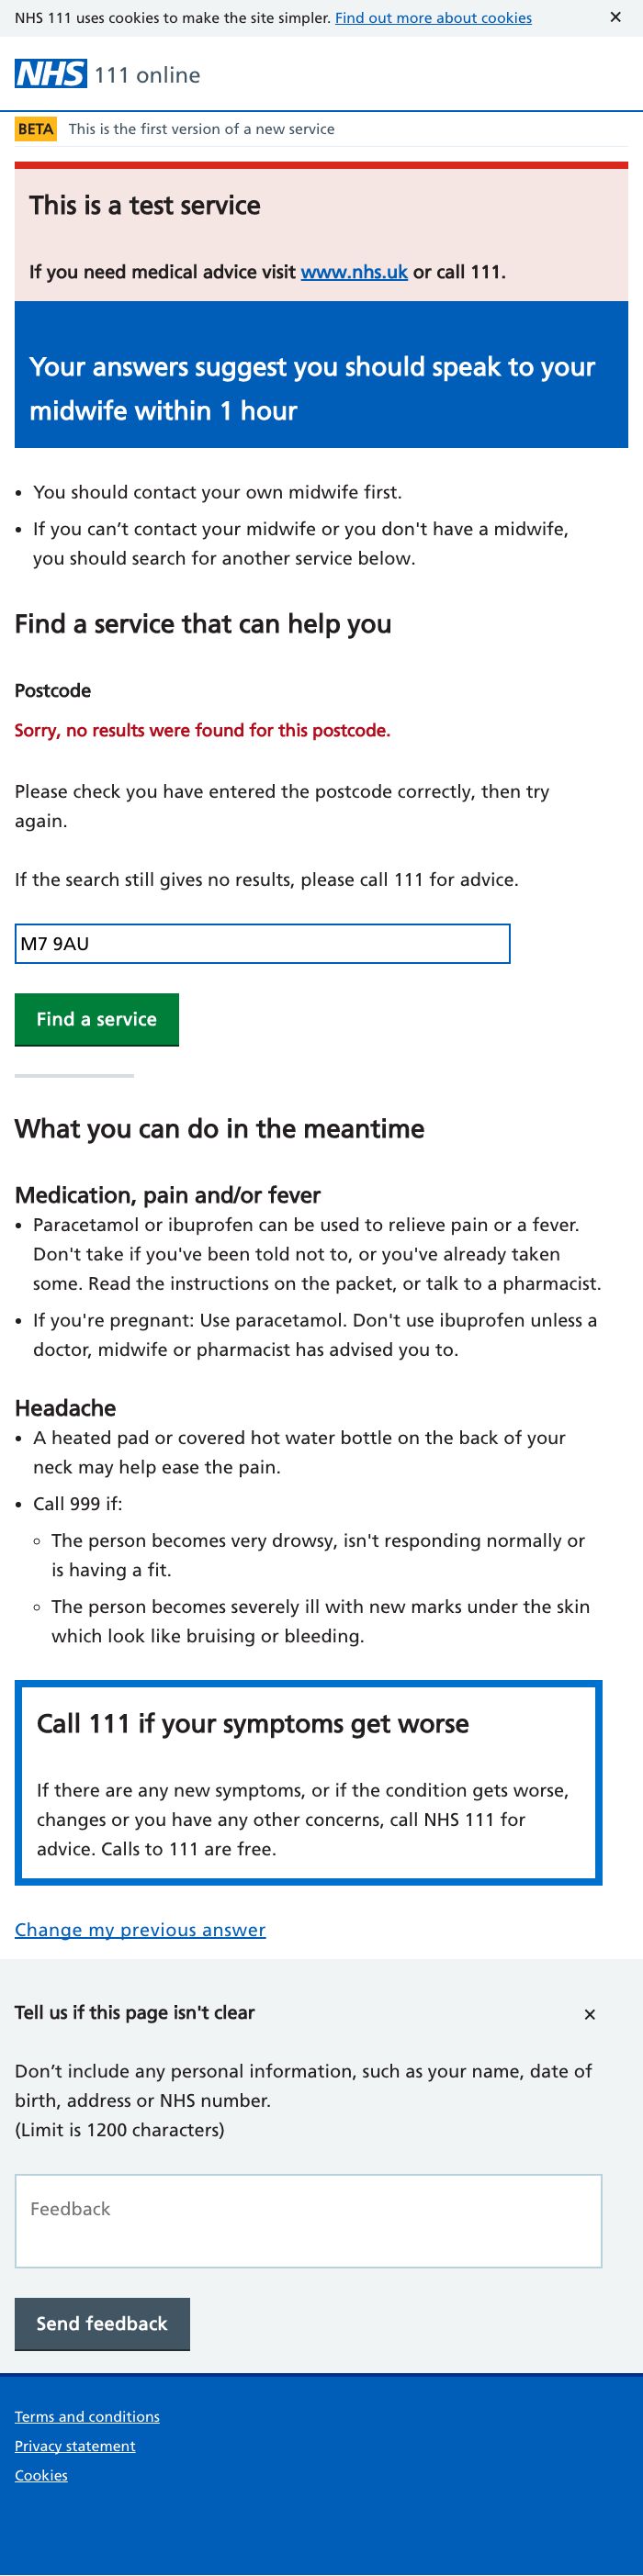 NHS 111 uses cookies to make the site simpler. Find out more about cookies ×
NHS 111 online
BETA This is the first version of a new service
This is a test service
If you need medical advice visit www.nhs.uk or call 111.
Your answers suggest you should speak to your
midwife within 1 hour
• You should contact your own midwife first.
• If you can’t contact your midwife or you don't have a midwife,
you should search for another service below.
Find a service that can help you
Postcode
Sorry, no results were found for this postcode.
Please check you have entered the postcode correctly, then try
again.
If the search still gives no results, please call 111 for advice.
M7 9AU
Find a service
What you can do in the meantime
Medication, pain and/or fever
• Paracetamol or ibuprofen can be used to relieve pain or a fever.
Don't take if you've been told not to, or you've already taken
some. Read the instructions on the packet, or talk to a pharmacist.
• If you're pregnant: Use paracetamol. Don't use ibuprofen unless a
doctor, midwife or pharmacist has advised you to.
Headache
• A heated pad or covered hot water bottle on the back of your
neck may help ease the pain.
• Call 999 if:
◦ The person becomes very drowsy, isn't responding normally or
is having a fit.
◦ The person becomes severely ill with new marks under the skin
which look like bruising or bleeding.
Call 111 if your symptoms get worse
If there are any new symptoms, or if the condition gets worse,
changes or you have any other concerns, call NHS 111 for
advice. Calls to 111 are free.
Change my previous answer
Tell us if this page isn't clear ×
Don’t include any personal information, such as your name, date of
birth, address or NHS number.
(Limit is 1200 characters)
Feedback
Send feedback
Terms and conditions
Privacy statement
Cookies